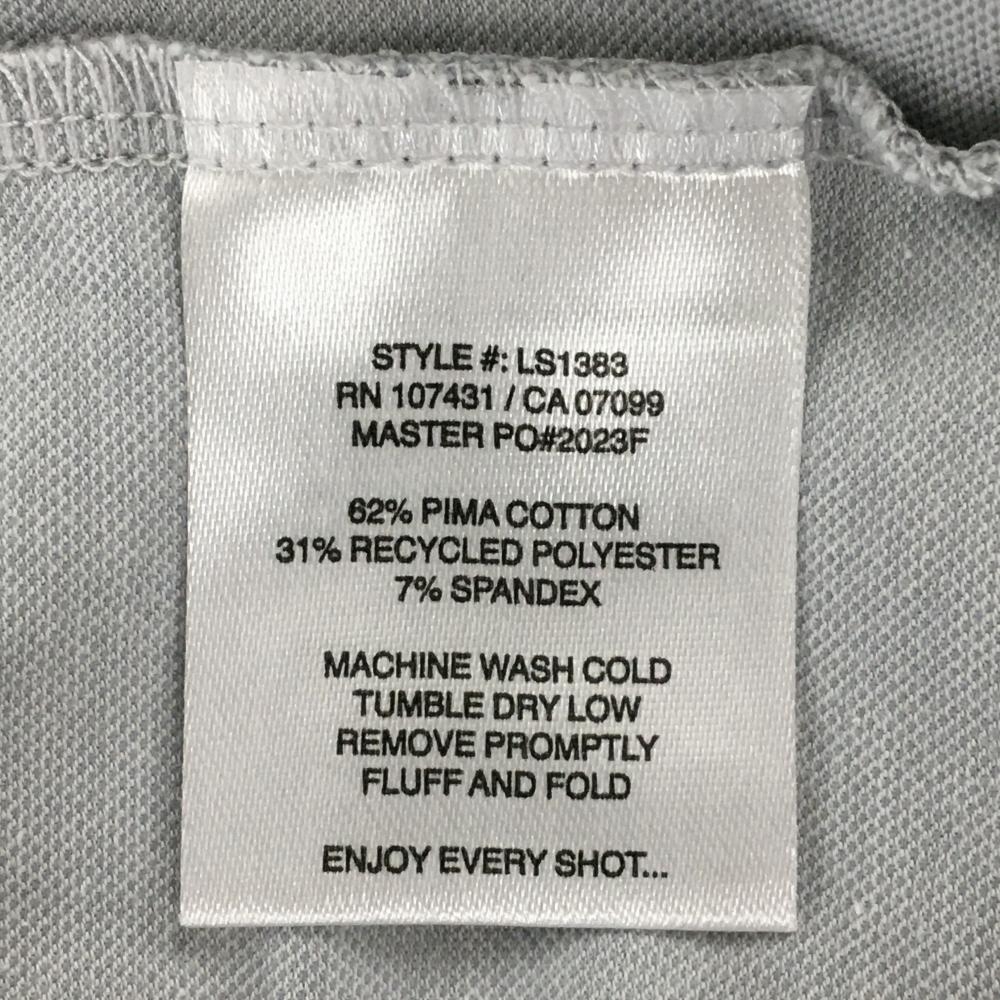 STYLE #: LS1383
RN 107431 / CA 07099
MASTER PO#2023F
62% PIMA COTTON
31% RECYCLED POLYESTER
7% SPANDEX
MACHINE WASH COLD
TUMBLE DRY LOW
REMOVE PROMPTLY
FLUFF AND FOLD
ENJOY EVERY SHOT...